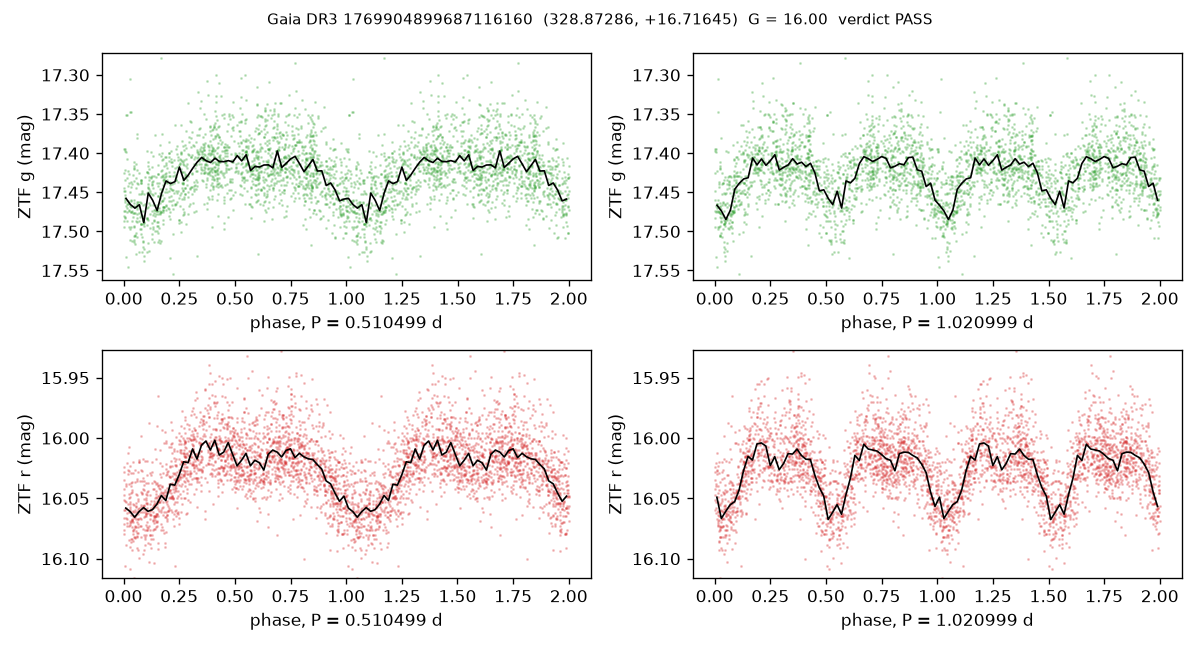 Gaia DR3 1769904899687116160 (328.87286, +16.71645) G = 16.00 verdict PASS
ZTF g (mag)
17.30
17.35
17.40
17.45
17.50
17.55
0.00 0.25 0.50 0.75 1.00 1.25 1.50 1.75 2.00
phase, P = 0.510499 d
ZTF g (mag)
17.30
17.35
17.40
17.45
17.50
17.55
0.00 0.25 0.50 0.75 1.00 1.25 1.50 1.75 2.00
phase, P = 1.020999 d
ZTF r (mag)
15.95
16.00
16.05
16.10
0.00 0.25 0.50 0.75 1.00 1.25 1.50 1.75 2.00
phase, P = 0.510499 d
ZTF r (mag)
15.95
16.00
16.05
16.10
0.00 0.25 0.50 0.75 1.00 1.25 1.50 1.75 2.00
phase, P = 1.020999 d